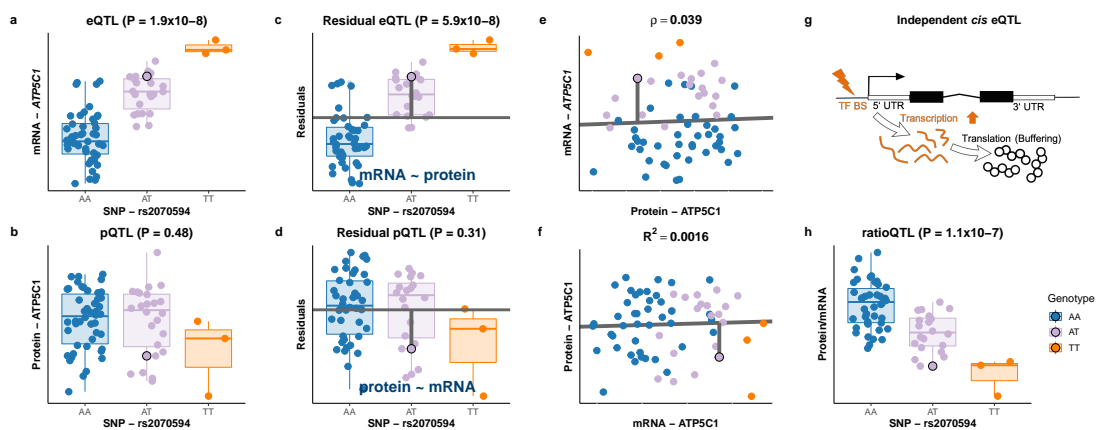 a
eQTL (P = 1.9x10−8)
mRNA − ATP5C1
AA
AT
TT
SNP − rs2070594
c
Residual eQTL (P = 5.9x10−8)
Residuals
mRNA ~ protein
AA
AT
TT
SNP − rs2070594
e
ρ = 0.039
mRNA − ATP5C1
Protein − ATP5C1
g
Independent cis eQTL
TF BS
5' UTR
3' UTR
Transcription
Translation (Buffering)
b
pQTL (P = 0.48)
Protein − ATP5C1
AA
AT
TT
SNP − rs2070594
d
Residual pQTL (P = 0.31)
Residuals
protein ~ mRNA
AA
AT
TT
SNP − rs2070594
f
R² = 0.0016
Protein − ATP5C1
mRNA − ATP5C1
h
ratioQTL (P = 1.1x10−7)
Protein/mRNA
AA
AT
TT
SNP − rs2070594
Genotype
AA
AT
TT